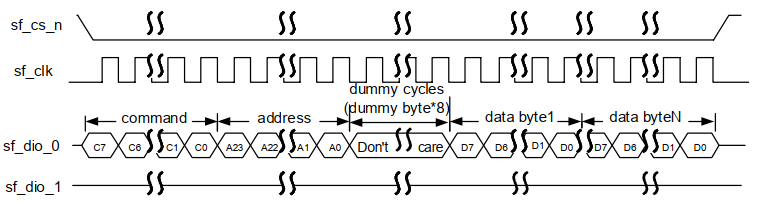 sf_cs_n
sf_clk
dummy cycles
(dummy byte*8)
command address data byte1 data byteN
sf_dio_0 C7 C6 C1 C0 A23 A22 A1 A0 Don't care D7 D6 D1 D0 D7 D6 D1 D0
sf_dio_1